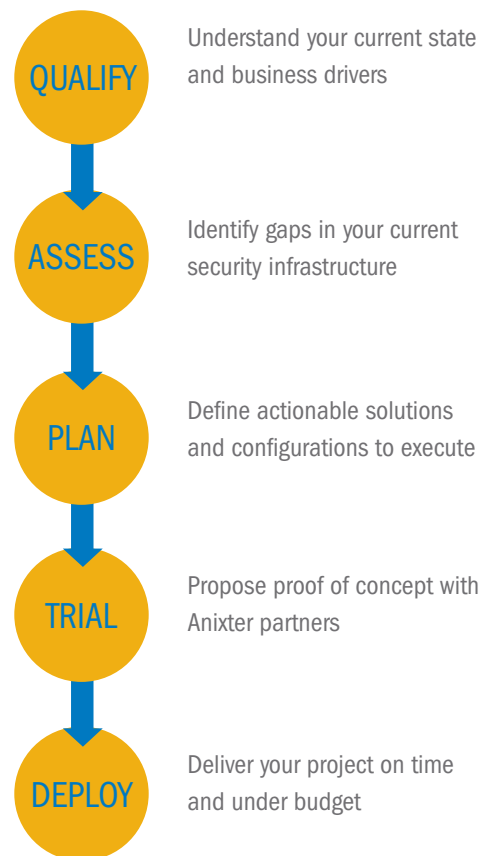 QUALIFY
Understand your current state
and business drivers
ASSESS
Identify gaps in your current
security infrastructure
PLAN
Define actionable solutions
and configurations to execute
TRIAL
Propose proof of concept with
Anixter partners
DEPLOY
Deliver your project on time
and under budget